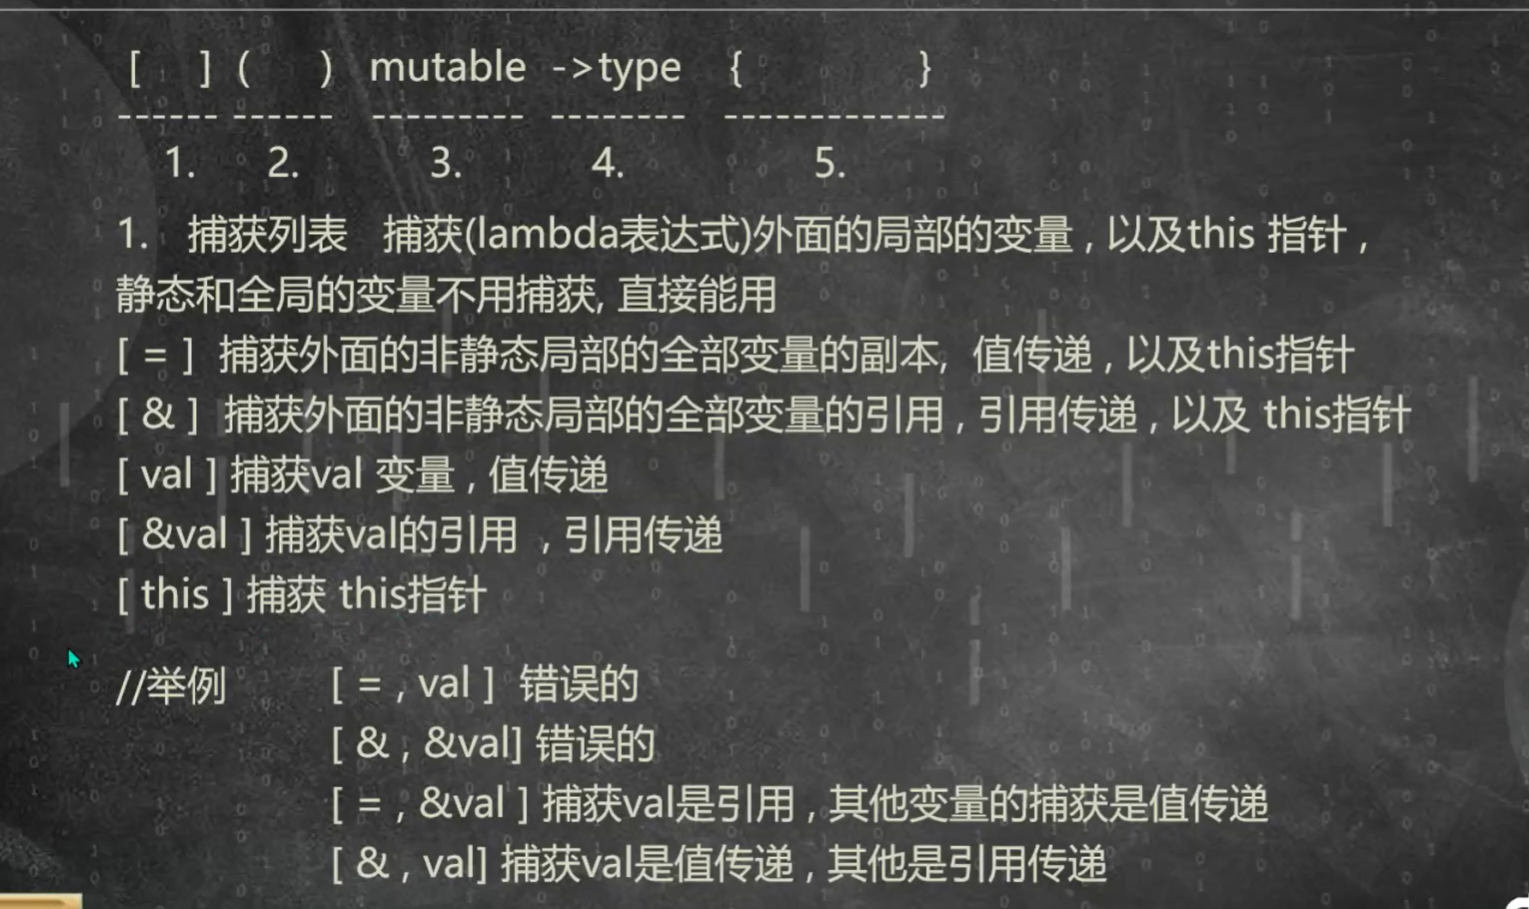 [ ] ( ) mutable ->type { }
------ ------ --------- -------- -------------
1. 2. 3. 4. 5.
1. 捕获列表 捕获(lambda表达式)外面的局部的变量 , 以及this 指针 ,
静态和全局的变量不用捕获, 直接能用
[ = ] 捕获外面的非静态局部的全部变量的副本, 值传递 , 以及this指针
[ & ] 捕获外面的非静态局部的全部变量的引用 , 引用传递 , 以及 this指针
[ val ] 捕获val 变量 , 值传递
[ &val ] 捕获val的引用 , 引用传递
[ this ] 捕获 this指针
//举例 [ = , val ] 错误的
[ & , &val] 错误的
[ = , &val ] 捕获val是引用 , 其他变量的捕获是值传递
[ & , val] 捕获val是值传递 , 其他是引用传递